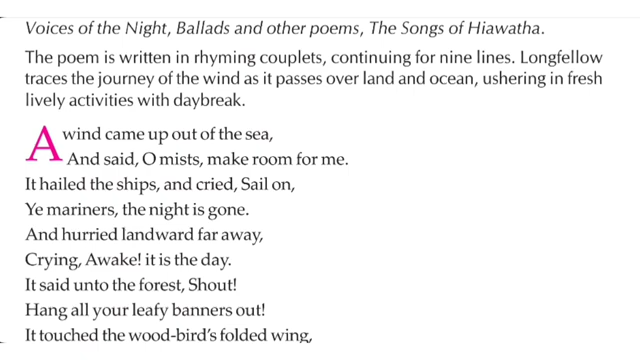 Voices of the Night, Ballads and other poems, The Songs of Hiawatha.
The poem is written in rhyming couplets, continuing for nine lines. Longfellow
traces the journey of the wind as it passes over land and ocean, ushering in fresh
lively activities with daybreak.
A wind came up out of the sea,
And said, O mists, make room for me.
It hailed the ships, and cried, Sail on,
Ye mariners, the night is gone.
And hurried landward far away,
Crying, Awake! it is the day.
It said unto the forest, Shout!
Hang all your leafy banners out!
It touched the wood-bird's folded wing,